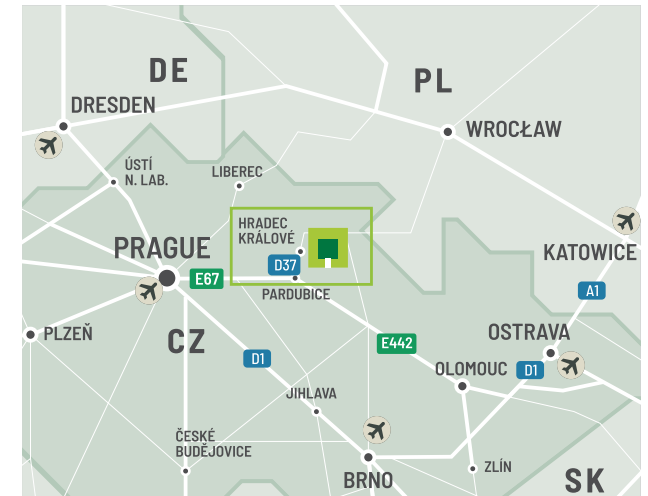 DE
PL
DRESDEN
WROCŁAW
ÚSTÍ
N. LAB.
LIBEREC
HRADEC
KRÁLOVÉ
PRAGUE
KATOWICE
D37
E67
PARDUBICE
A1
PLZEŇ
CZ
OSTRAVA
E442
D1
OLOMOUC
D1
JIHLAVA
ČESKÉ
BUDĚJOVICE
ZLÍN
BRNO
SK